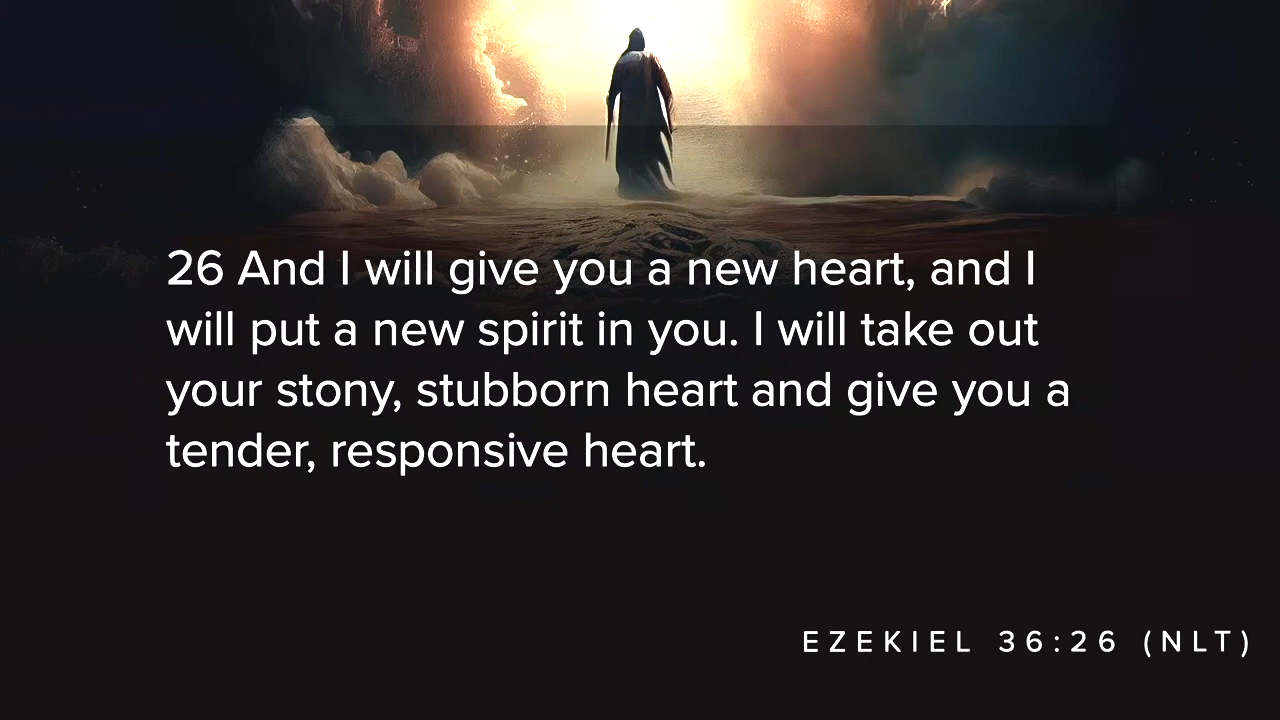 26 And I will give you a new heart, and I
will put a new spirit in you. I will take out
your stony, stubborn heart and give you a
tender, responsive heart.
EZEKIEL 36:26 (NLT)